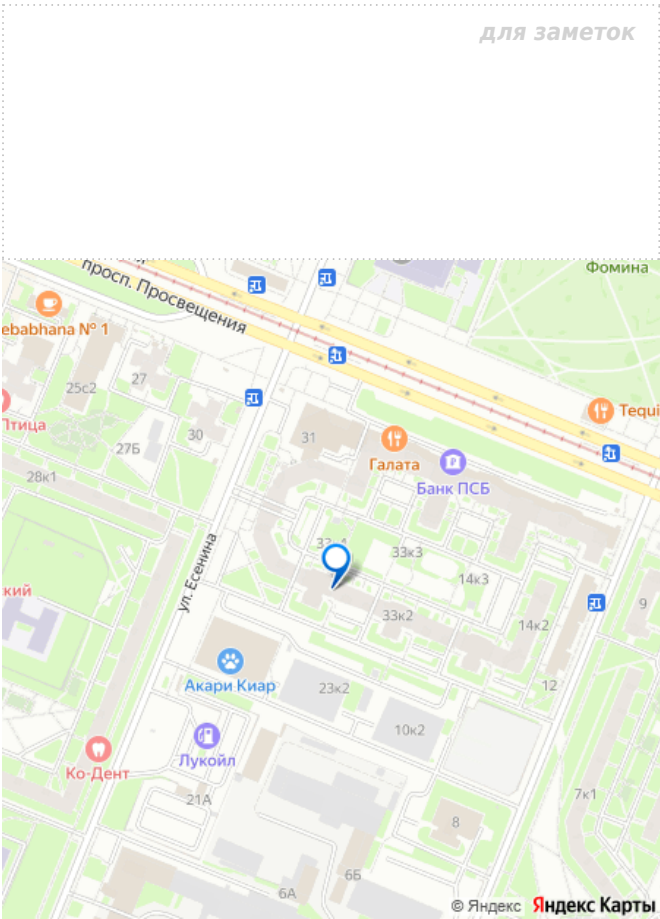 для заметок
Фомина
просп. Просвещения
ebabhana № 1
27
25с2
Tequi
Птица
30
31
27Б
Галата
28к1
Банк ПСБ
ул. Есенина
33к3
14к3
кий
33к2
14к2
9
Акари Киар
23к2
12
10к2
Лукойл
Ко-Дент
21А
7к1
8
6Б
6А
© Яндекс Яндекс Карты